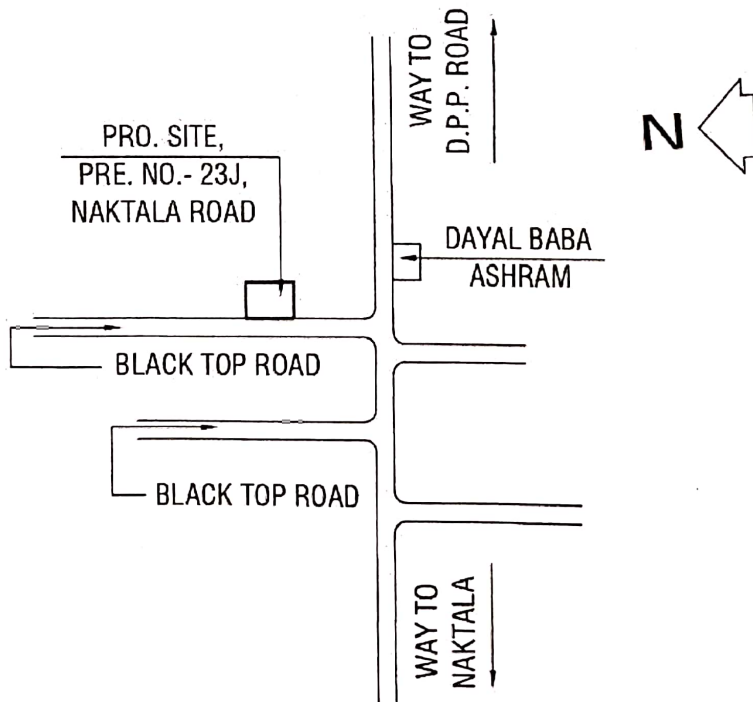 WAY TO
D.P.P. ROAD
N
PRO. SITE,
PRE. NO.- 23J,
NAKTALA ROAD
DAYAL BABA
ASHRAM
BLACK TOP ROAD
BLACK TOP ROAD
WAY TO
NAKTALA